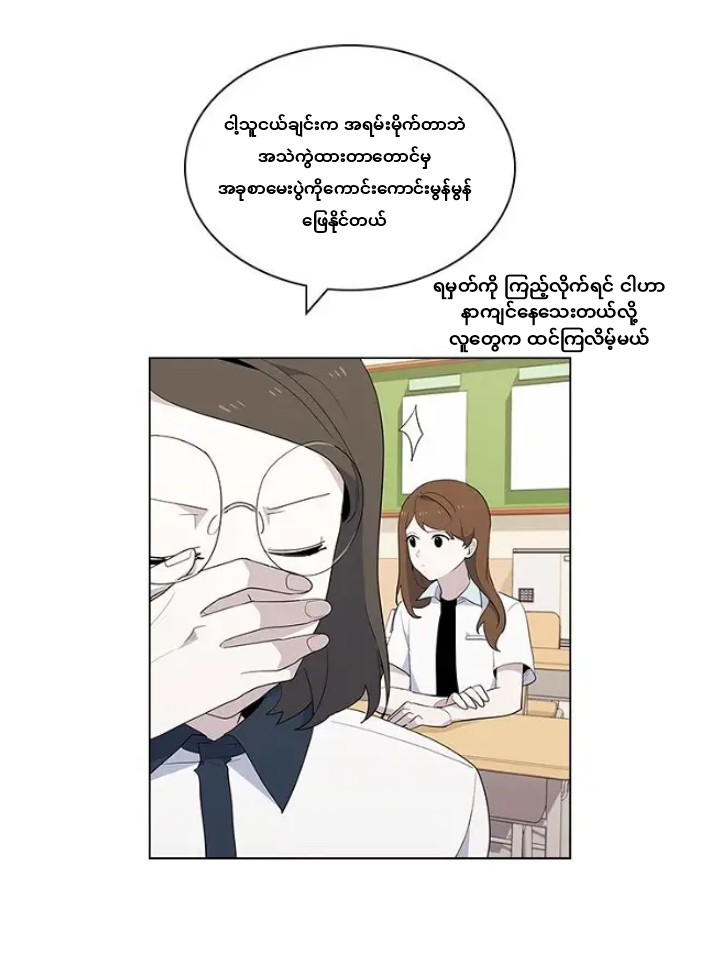 ငါ့သူငယ်ချင်းက အရမ်းမိုက်တာဘဲ
အသဲကွဲထားတာတောင်မှ
အခုစာမေးပွဲကိုကောင်းကောင်းမွန်မွန်
ဖြေနိုင်တယ်
ရမှတ်ကို ကြည့်လိုက်ရင် ငါဟာ
နာကျင်နေသေးတယ်လို့
လူတွေက ထင်ကြလိမ့်မယ်